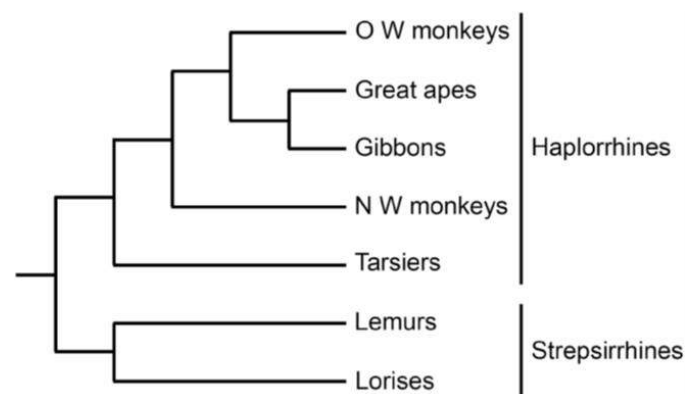 O W monkeys
Great apes
Gibbons
Haplorrhines
N W monkeys
Tarsiers
Lemurs
Strepsirrhines
Lorises